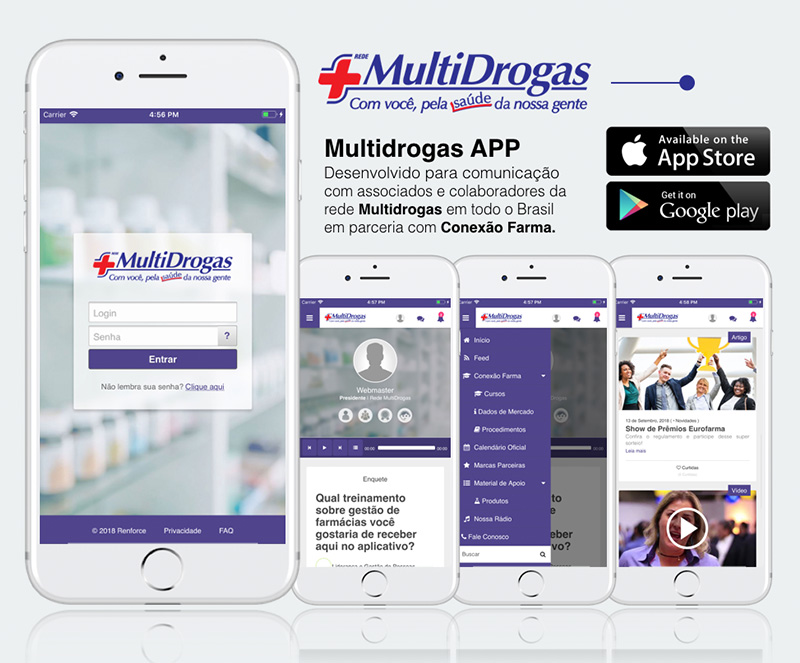 REDE
MultiDrogas
Com você, pela saúde da nossa gente
Multidrogas APP
Desenvolvido para comunicação
com associados e colaboradores da
rede Multidrogas em todo o Brasil
em parceria com Conexão Farma.
Available on the
App Store
Get it on
Google play
Carrier
4:56 PM
REDE
MultiDrogas
Com você, pela saúde da nossa gente
Login
Senha
?
Entrar
Não lembra sua senha? Clique aqui
© 2018 Renforce
Privacidade
FAQ
Carrier
4:57 PM
MultiDrogas
Webmaster
Presidente | Rede MultiDrogas
00:00
00:00
Enquete
Qual treinamento
sobre gestão de
farmácias você
gostaria de receber
aqui no aplicativo?
Liderança e Gestão de Pessoas
Carrier
4:57 PM
MultiDrogas
Início
Feed
Conexão Farma
Cursos
Dados de Mercado
Procedimentos
Calendário Oficial
Marcas Parceiras
Material de Apoio
Produtos
Nossa Rádio
Fale Conosco
Buscar
00:00
Carrier
4:58 PM
MultiDrogas
Artigo
12 de Setembro, 2018 | • Novidades |
Show de Prêmios Eurofarma
Confira o regulamento e participe desse super
sorteio!
Leia mais
Curtidas
Vídeo